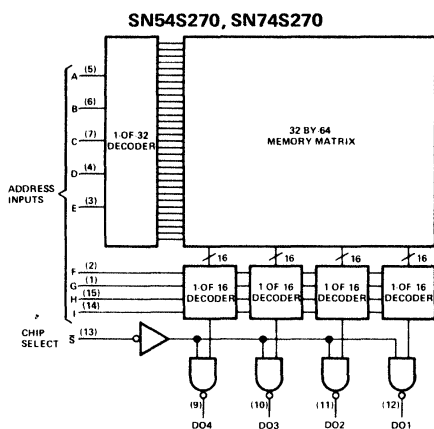 SN54S270, SN74S270
A (5)
B (6)
C (7)
D (4)
E (3)
1 OF 32
DECODER
32 BY 64
MEMORY MATRIX
ADDRESS
INPUTS
16 16 16 16
F (2)
G (1)
H (15)
I (14)
1 OF 16
DECODER
1 OF 16
DECODER
1 OF 16
DECODER
1 OF 16
DECODER
CHIP
SELECT
S̅ (13)
(9) (10) (11) (12)
DO4 DO3 DO2 DO1